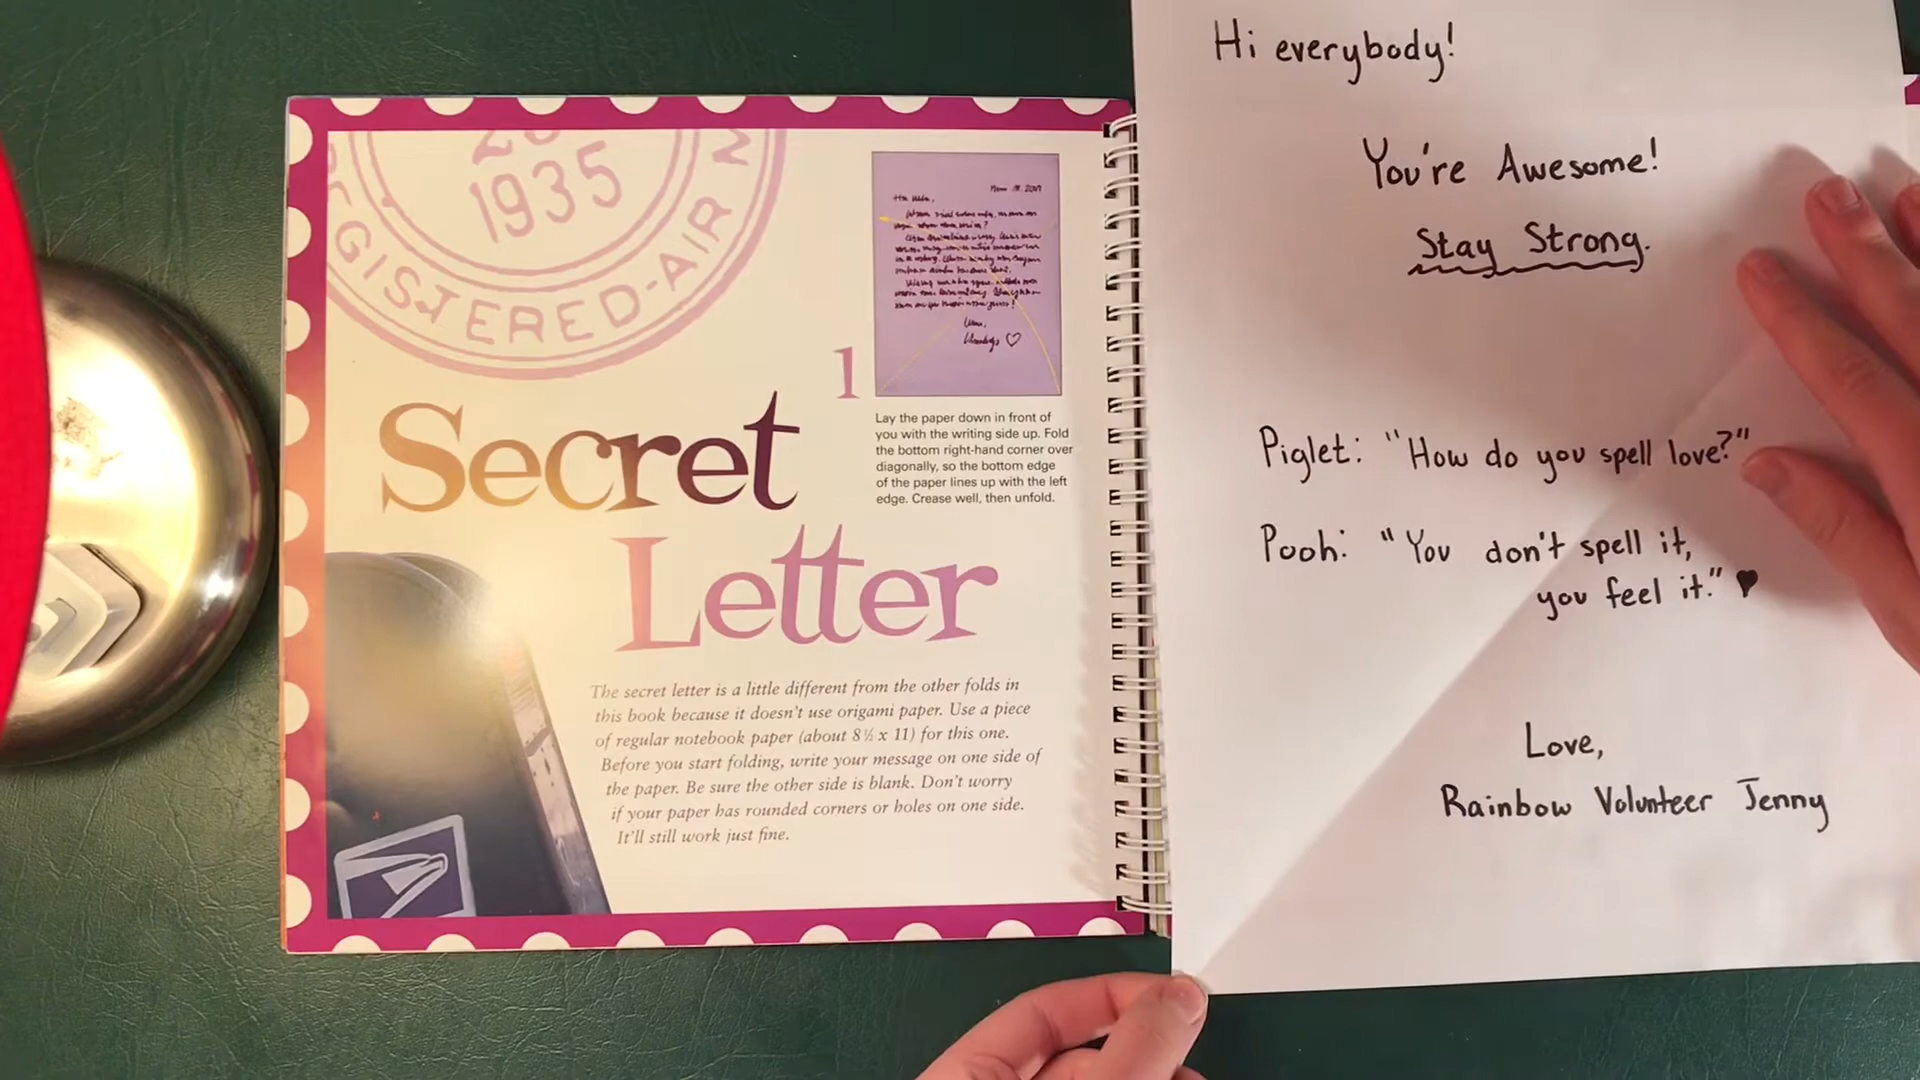 1935
REGISTERED-AIR
Secret
Letter
The secret letter is a little different from the other folds in
this book because it doesn't use origami paper. Use a piece
of regular notebook paper (about 8½ x 11) for this one.
Before you start folding, write your message on one side of
the paper. Be sure the other side is blank. Don't worry
if your paper has rounded corners or holes on one side.
It'll still work just fine.
1
Lay the paper down in front of
you with the writing side up. Fold
the bottom right-hand corner over
diagonally, so the bottom edge
of the paper lines up with the left
edge. Crease well, then unfold.
Hi everybody!
You're Awesome!
Stay Strong.
Piglet: "How do you spell love?"
Pooh: "You don't spell it,
you feel it." ♥
Love,
Rainbow Volunteer Jenny